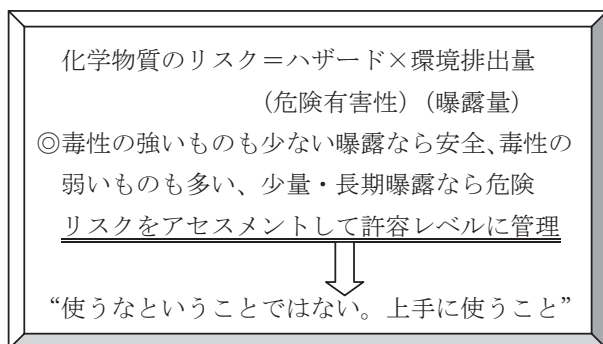 化学物質のリスク＝ハザード×環境排出量
（危険有害性）（曝露量）
◎毒性の強いものも少ない曝露なら安全、毒性の
弱いものも多い、少量・長期曝露なら危険
リスクをアセスメントして許容レベルに管理
“使うなということではない。上手に使うこと”